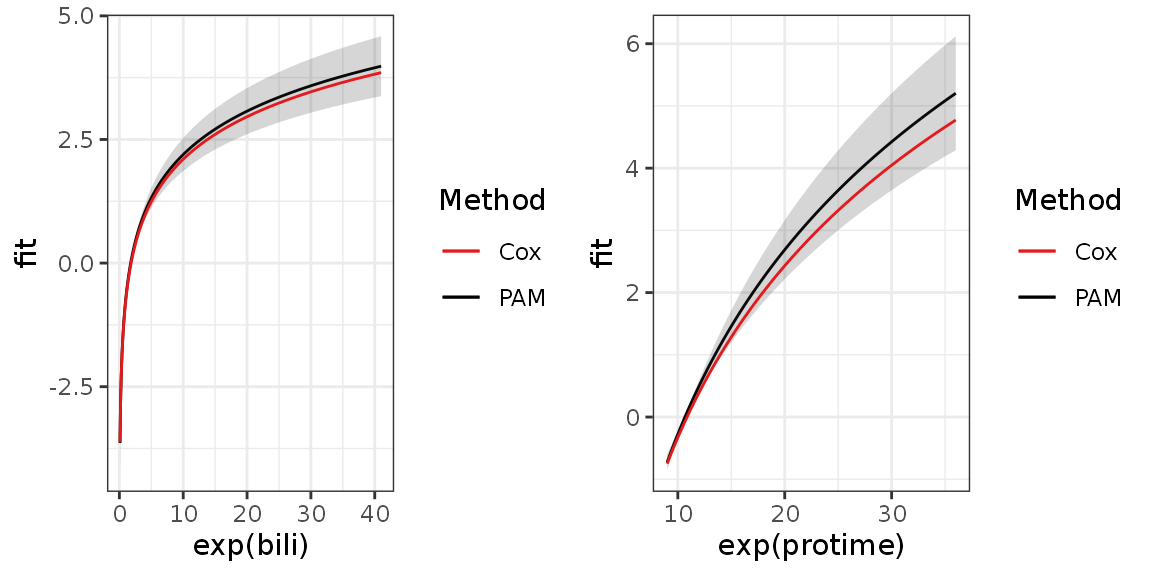 5.0
2.5
0.0
-2.5
fit
0 10 20 30 40
exp(bili)
Method
Cox
PAM
6
4
2
0
fit
10 20 30
exp(protime)
Method
Cox
PAM